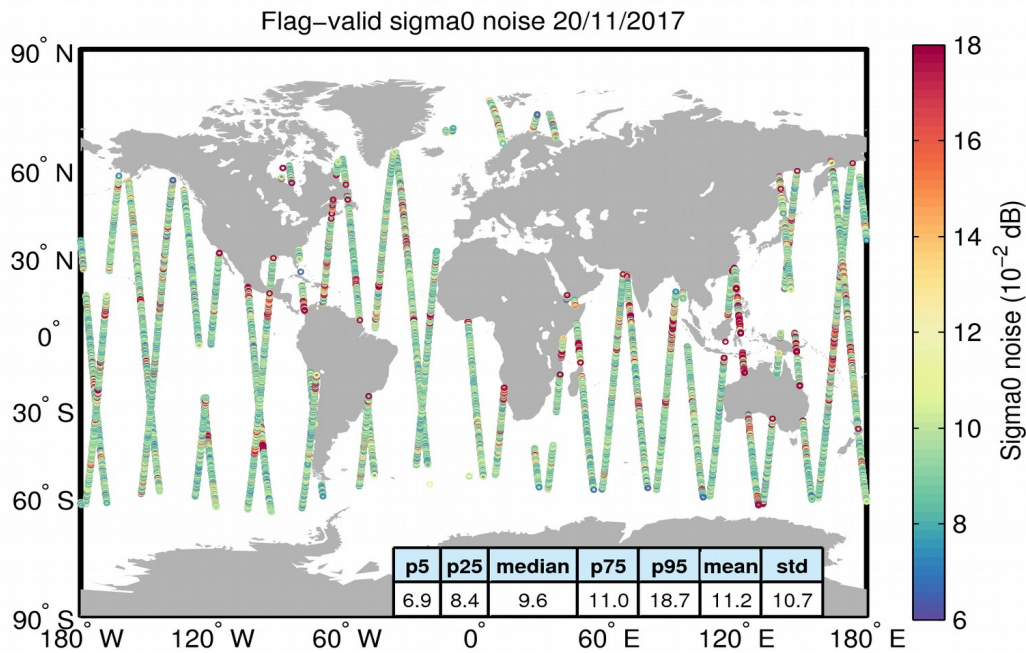 Flag−valid sigma0 noise 20/11/2017
90° N
60° N
30° N
0°
30° S
60° S
90° S
180° W
120° W
60° W
0°
60° E
120° E
180° E
p5 p25 median p75 p95 mean std
6.9 8.4 9.6 11.0 18.7 11.2 10.7
18
16
14
12
10
8
6
Sigma0 noise (10−2 dB)